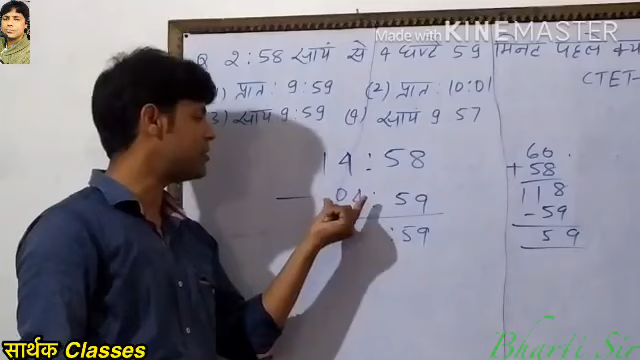 Made with KINEMASTER
Q 2:58 सायं से 4 घण्टे 59 मिनट पहले
1) प्रात: 9:59 (2) प्रात: 10:01
3) सायं 9:59 (4) सायं 9 57
CTET-
14:58
- 04: 59
:59
60
+ 58
118
- 59
59
सार्थक Classes
Bharti Sir